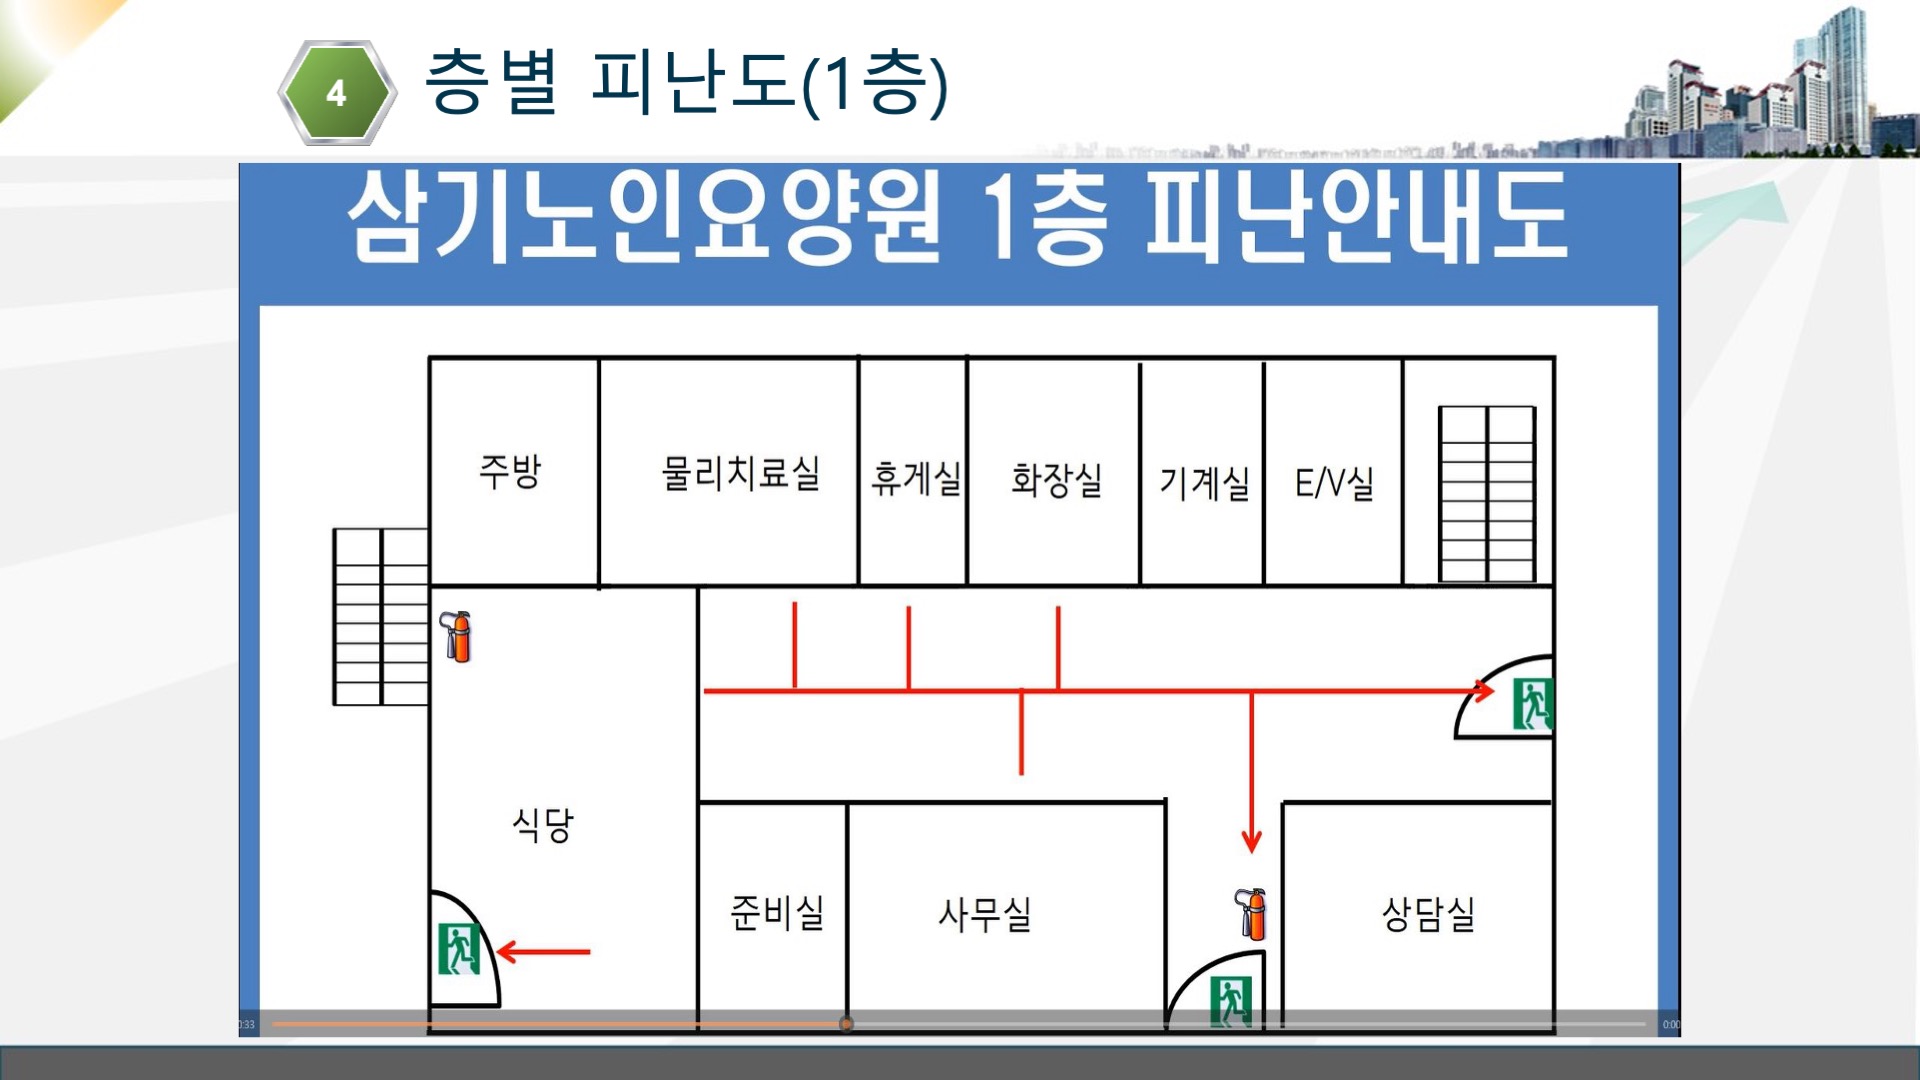 4
층별 피난도(1층)
삼기노인요양원 1층 피난안내도
주방
물리치료실
휴게실
화장실
기계실
E/V실
식당
준비실
사무실
상담실
0:33
0:00